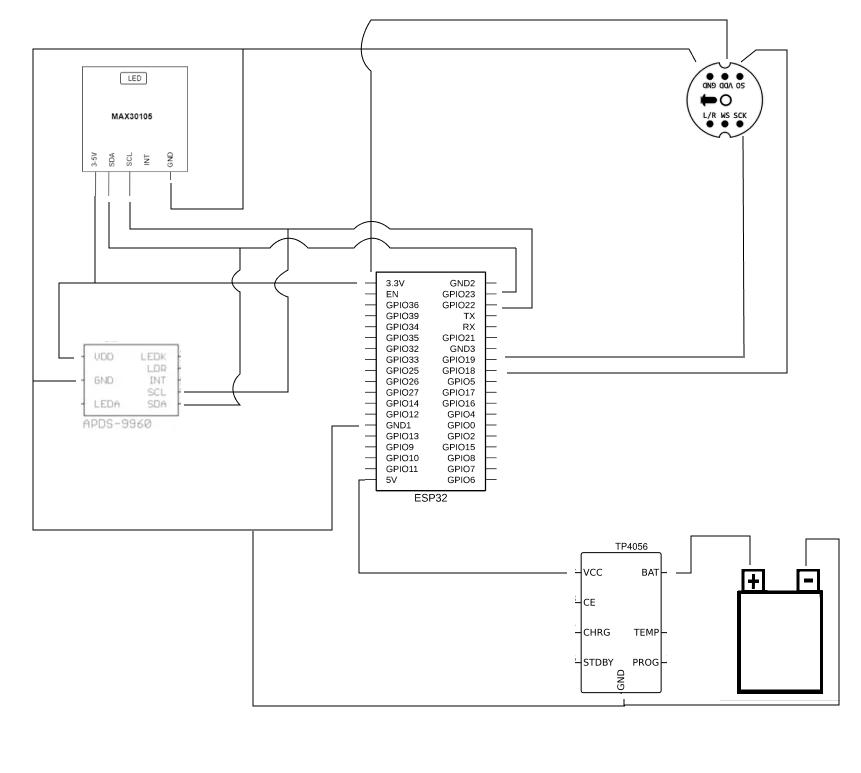 LED
MAX30105
3-5V
SDA
SCL
INT
GND
GND VDD SO
L/R WS SCK
3.3V GND2
EN GPIO23
GPIO36 GPIO22
GPIO39 TX
GPIO34 RX
GPIO35 GPIO21
GPIO32 GND3
GPIO33 GPIO19
GPIO25 GPIO18
GPIO26 GPIO5
GPIO27 GPIO17
GPIO14 GPIO16
GPIO12 GPIO4
GND1 GPIO0
GPIO13 GPIO2
GPIO9 GPIO15
GPIO10 GPIO8
GPIO11 GPIO7
5V GPIO6
ESP32
VDD LEDK
LDR
GND INT
SCL
LEDA SDA
APDS-9960
TP4056
VCC BAT
CE
CHRG TEMP
STDBY PROG
GND
+ -